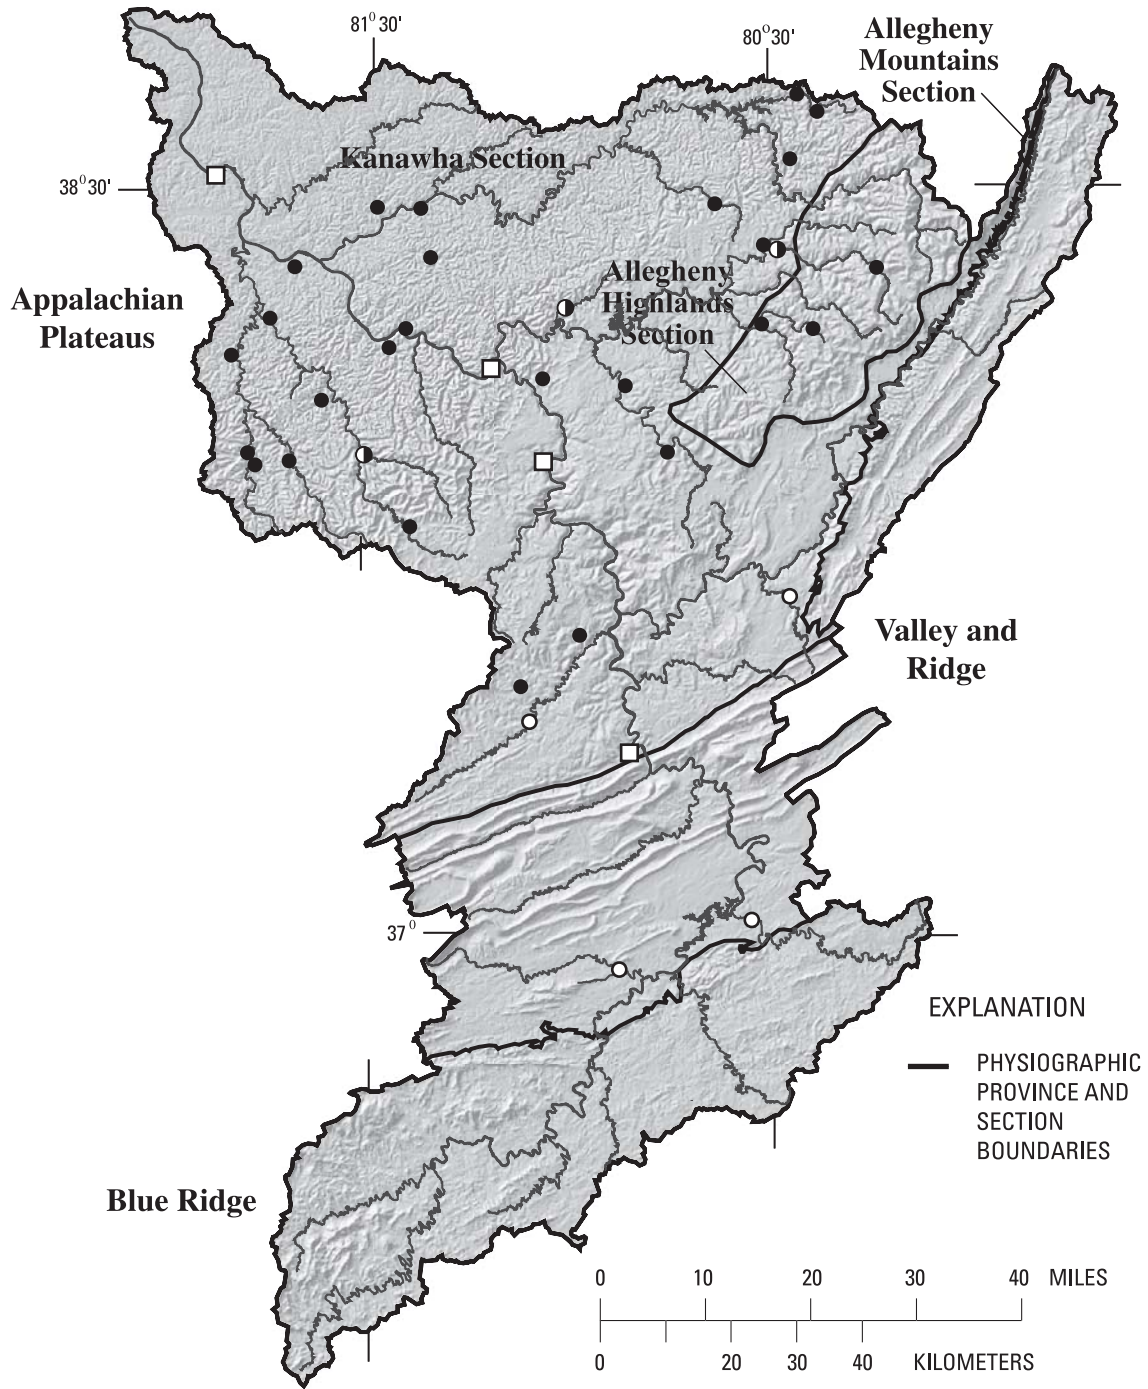 81° 30'
80° 30'
Allegheny
Mountains
Section
Kanawha Section
38° 30'
Allegheny
Highlands
Section
Appalachian
Plateaus
Valley and
Ridge
37°
EXPLANATION
PHYSIOGRAPHIC
PROVINCE AND
SECTION
BOUNDARIES
Blue Ridge
0 10 20 30 40 MILES
0 20 30 40 KILOMETERS